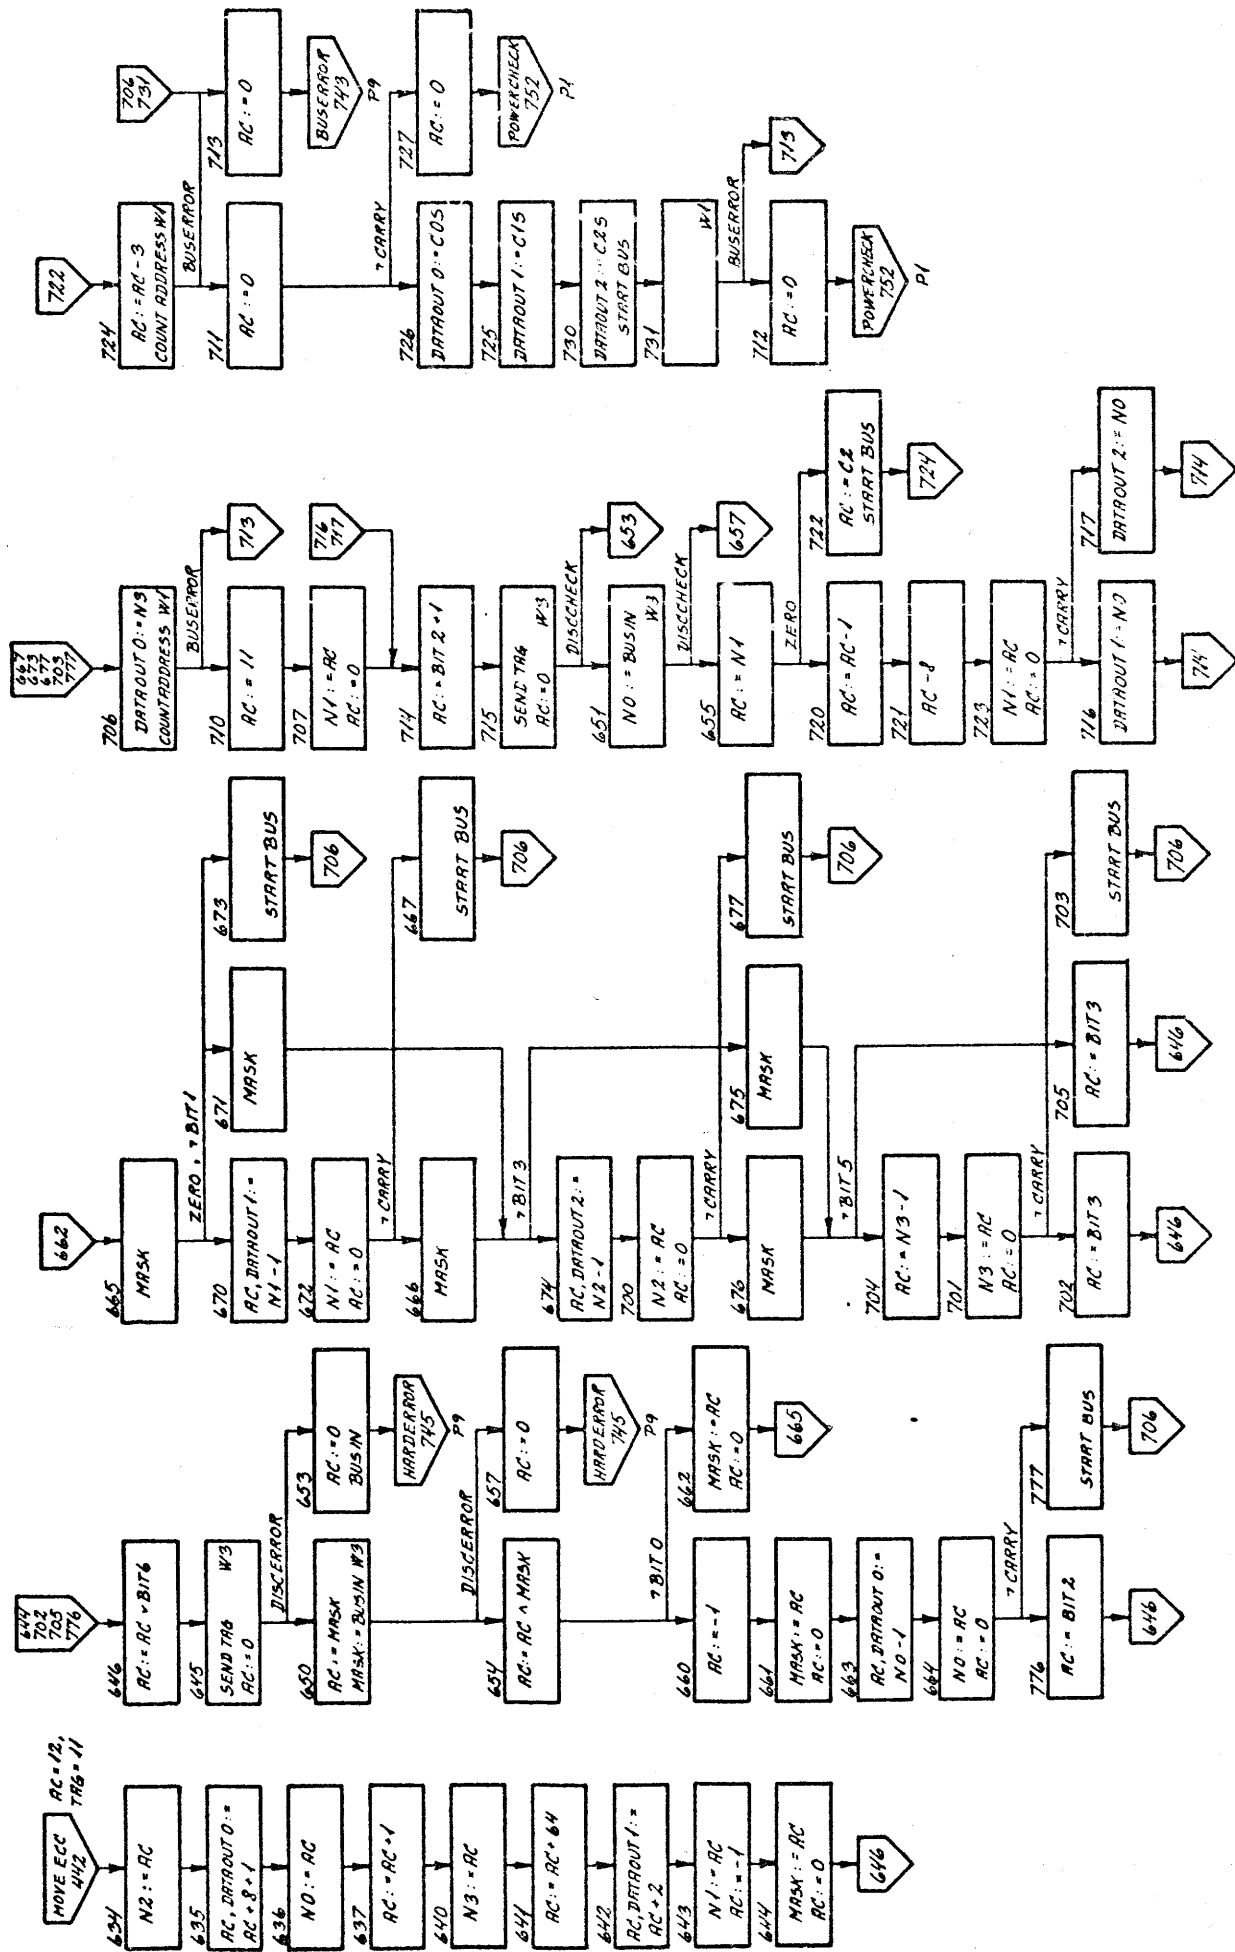 MOVE ECC
442
AC=12,
TAG=11
634
N2:=AC
635
AC, DATAOUT 0:=
AC+8+1
636
N0:=AC
637
AC:=AC+1
640
N3:=AC
641
AC:=AC+64
642
AC, DATAOUT 1:=
AC+2
643
N1:=AC
AC:=-1
644
MASK:=AC
AC:=0
646
644
702
705
776
646
AC:=AC ∨ BIT6
645
SEND TAG W3
AC:=0
DISCERROR
650
AC:=MASK
MASK:=BUSIN W3
653
AC:=0
BUSIN
HARDERROR
745
P9
DISCERROR
654
AC:=AC ∧ MASK
657
AC:=0
HARDERROR
745
P9
¬BIT 0
660
AC:=-1
662
MASK:=AC
AC:=0
665
661
MASK:=AC
AC:=0
663
AC, DATAOUT 0:=
N0-1
664
N0:=AC
AC:=0
¬CARRY
776
AC:=BIT2
646
777
START BUS
706
662
665
MASK
ZERO, ¬BIT1
670
AC, DATAOUT 1:=
N1-1
671
MASK
673
START BUS
706
672
N1:=AC
AC:=0
¬CARRY
666
MASK
667
START BUS
706
¬BIT 3
674
AC, DATAOUT 2:=
N2-1
700
N2:=AC
AC:=0
¬CARRY
676
MASK
675
MASK
677
START BUS
706
¬BIT 5
704
AC:=N3-1
701
N3:=AC
AC:=0
¬CARRY
702
AC:=BIT3
646
705
AC:=BIT3
646
703
START BUS
706
667
673
677
703
777
706
DATAOUT 0:=N3
COUNTADDRESS W1
BUSERROR
713
710
AC:=11
707
N1:=AC
AC:=0
716
717
714
AC:=BIT 2+1
715
SEND TAG W3
AC:=0
DISCCHECK
653
651
N0:=BUSIN
W3
DISCCHECK
657
655
AC:=N1
ZERO
722
AC:=C2
START BUS
724
720
AC:=AC-1
721
AC-8
723
N1:=AC
AC:=0
¬CARRY
716
DATAOUT 1:=N0
714
717
DATAOUT 2:=N0
714
722
724
AC:=AC-3
COUNT ADDRESS W1
BUSERROR
706
731
711
AC:=0
713
AC:=0
BUSERROR
743
P9
¬CARRY
726
DATAOUT 0:=C0S
727
AC:=0
POWERCHECK
752
P1
725
DATAOUT 1:=C1S
730
DATAOUT 2:=C2S
START BUS
731
W1
BUSERROR
713
712
AC:=0
POWERCHECK
752
P1